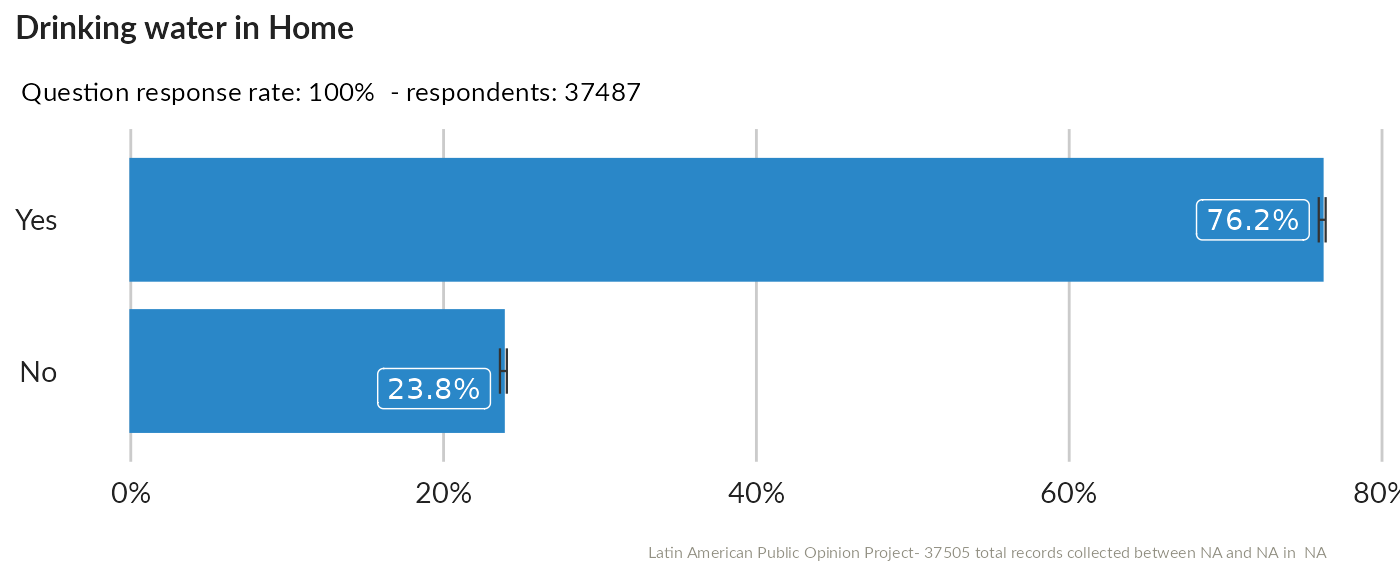 Drinking water in Home
Question response rate: 100% - respondents: 37487
Yes
76.2%
No
23.8%
0% 20% 40% 60% 80%
Latin American Public Opinion Project- 37505 total records collected between NA and NA in NA